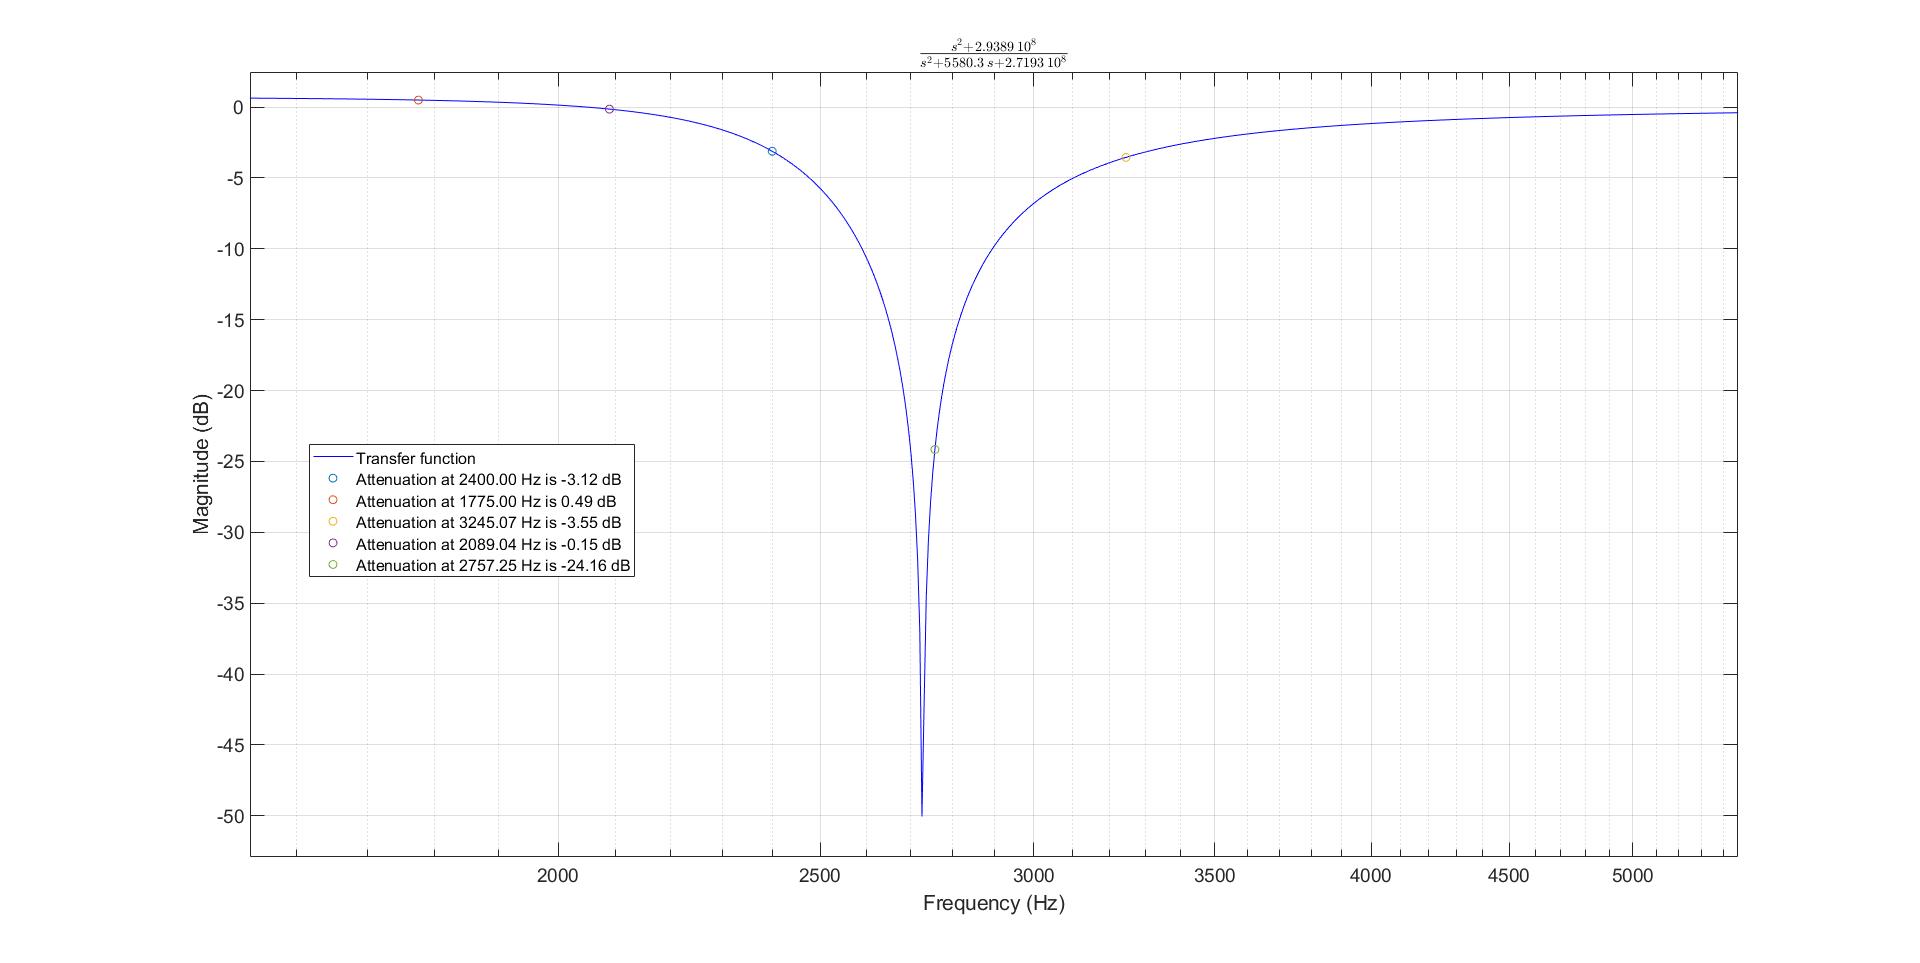 s²+2.9389 10⁸
s²+5580.3 s+2.7193 10⁸
0
-5
-10
-15
-20
-25
-30
-35
-40
-45
-50
Magnitude (dB)
Transfer function
Attenuation at 2400.00 Hz is -3.12 dB
Attenuation at 1775.00 Hz is 0.49 dB
Attenuation at 3245.07 Hz is -3.55 dB
Attenuation at 2089.04 Hz is -0.15 dB
Attenuation at 2757.25 Hz is -24.16 dB
2000 2500 3000 3500 4000 4500 5000
Frequency (Hz)